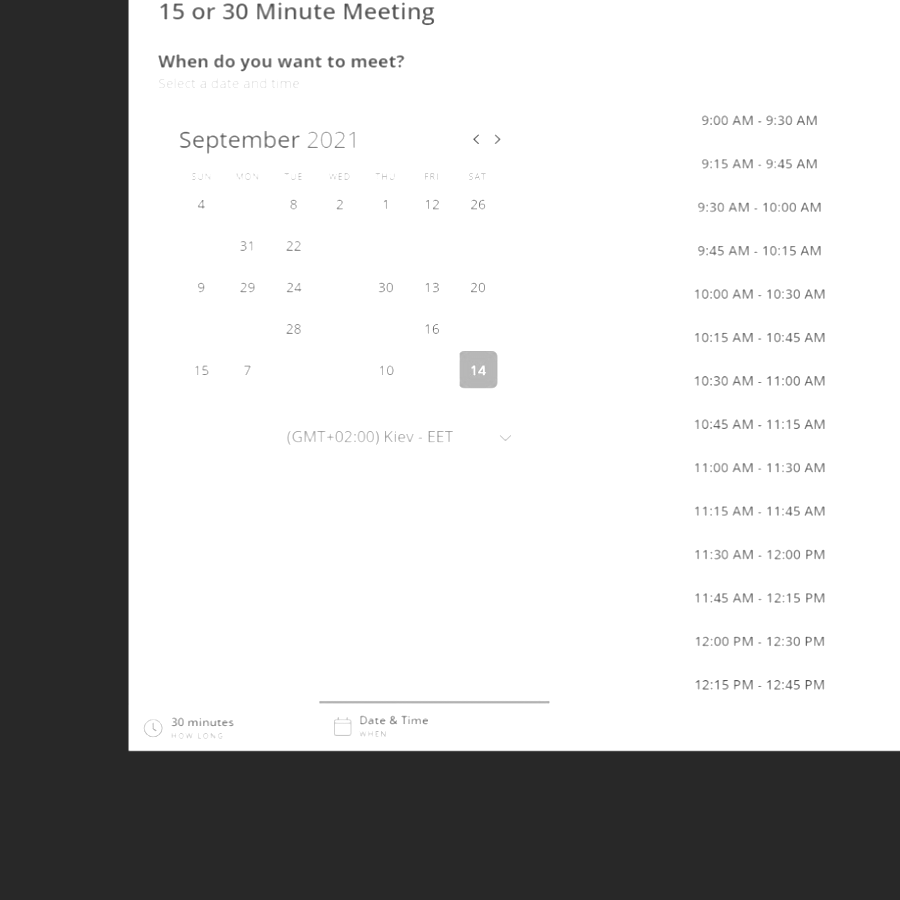 15 or 30 Minute Meeting
When do you want to meet?
Select a date and time
September 2021
SUN MON TUE WED THU FRI SAT
4 8 2 1 12 26
31 22
9 29 24 30 13 20
28 16
15 7 10 14
(GMT+02:00) Kiev - EET
9:00 AM - 9:30 AM
9:15 AM - 9:45 AM
9:30 AM - 10:00 AM
9:45 AM - 10:15 AM
10:00 AM - 10:30 AM
10:15 AM - 10:45 AM
10:30 AM - 11:00 AM
10:45 AM - 11:15 AM
11:00 AM - 11:30 AM
11:15 AM - 11:45 AM
11:30 AM - 12:00 PM
11:45 AM - 12:15 PM
12:00 PM - 12:30 PM
12:15 PM - 12:45 PM
30 minutes
HOW LONG
Date & Time
WHEN